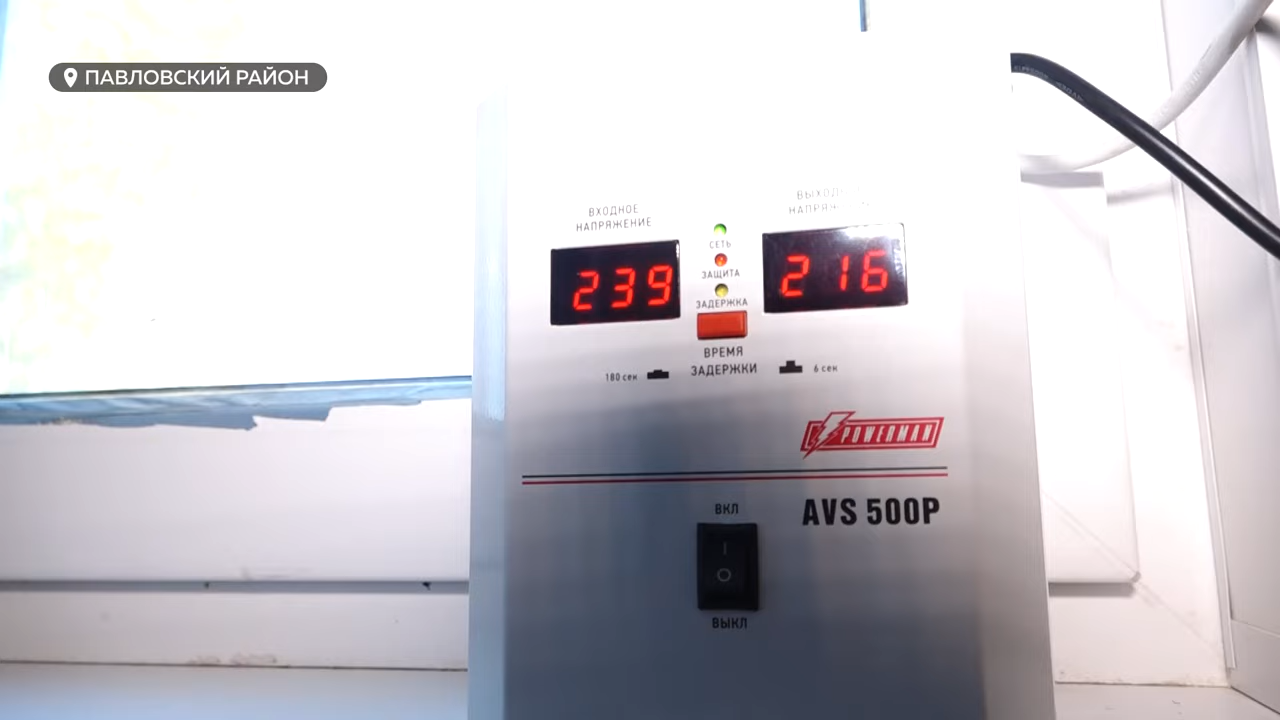 ПАВЛОВСКИЙ РАЙОН
ВХОДНОЕ
НАПРЯЖЕНИЕ
239
СЕТЬ
ЗАЩИТА
ЗАДЕРЖКА
216
ВРЕМЯ
ЗАДЕРЖКИ
180 сек
6 сек
POWERMAN
AVS 500P
ВКЛ
ВЫКЛ